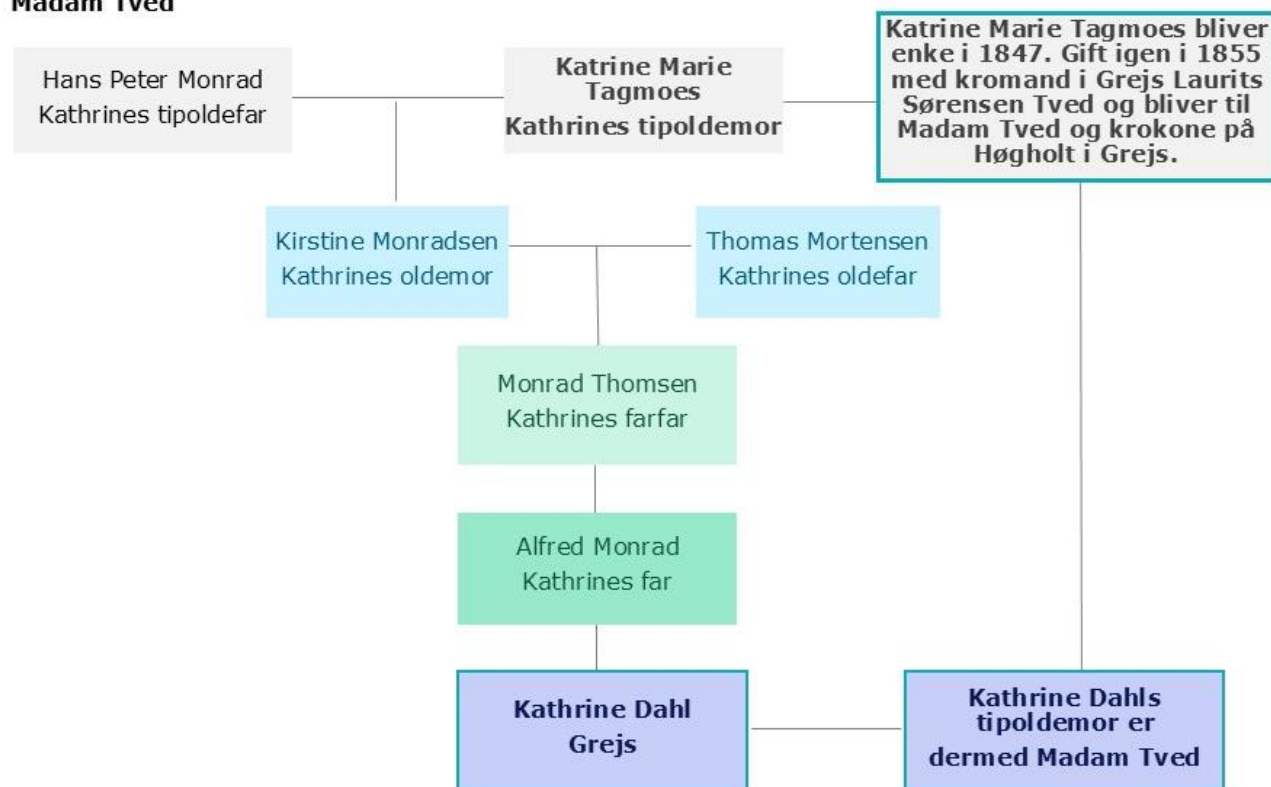 Madam Tved
Hans Peter Monrad
Kathrines tipoldefar
Katrine Marie
Tagmoes
Kathrines tipoldemor
Katrine Marie Tagmoes bliver
enke i 1847. Gift igen i 1855
med kromand i Grejs Laurits
Sørensen Tved og bliver til
Madam Tved og krokone på
Høgholt i Grejs.
Kirstine Monradsen
Kathrines oldemor
Thomas Mortensen
Kathrines oldefar
Monrad Thomsen
Kathrines farfar
Alfred Monrad
Kathrines far
Kathrine Dahl
Grejs
Kathrine Dahls
tipoldemor er
dermed Madam Tved